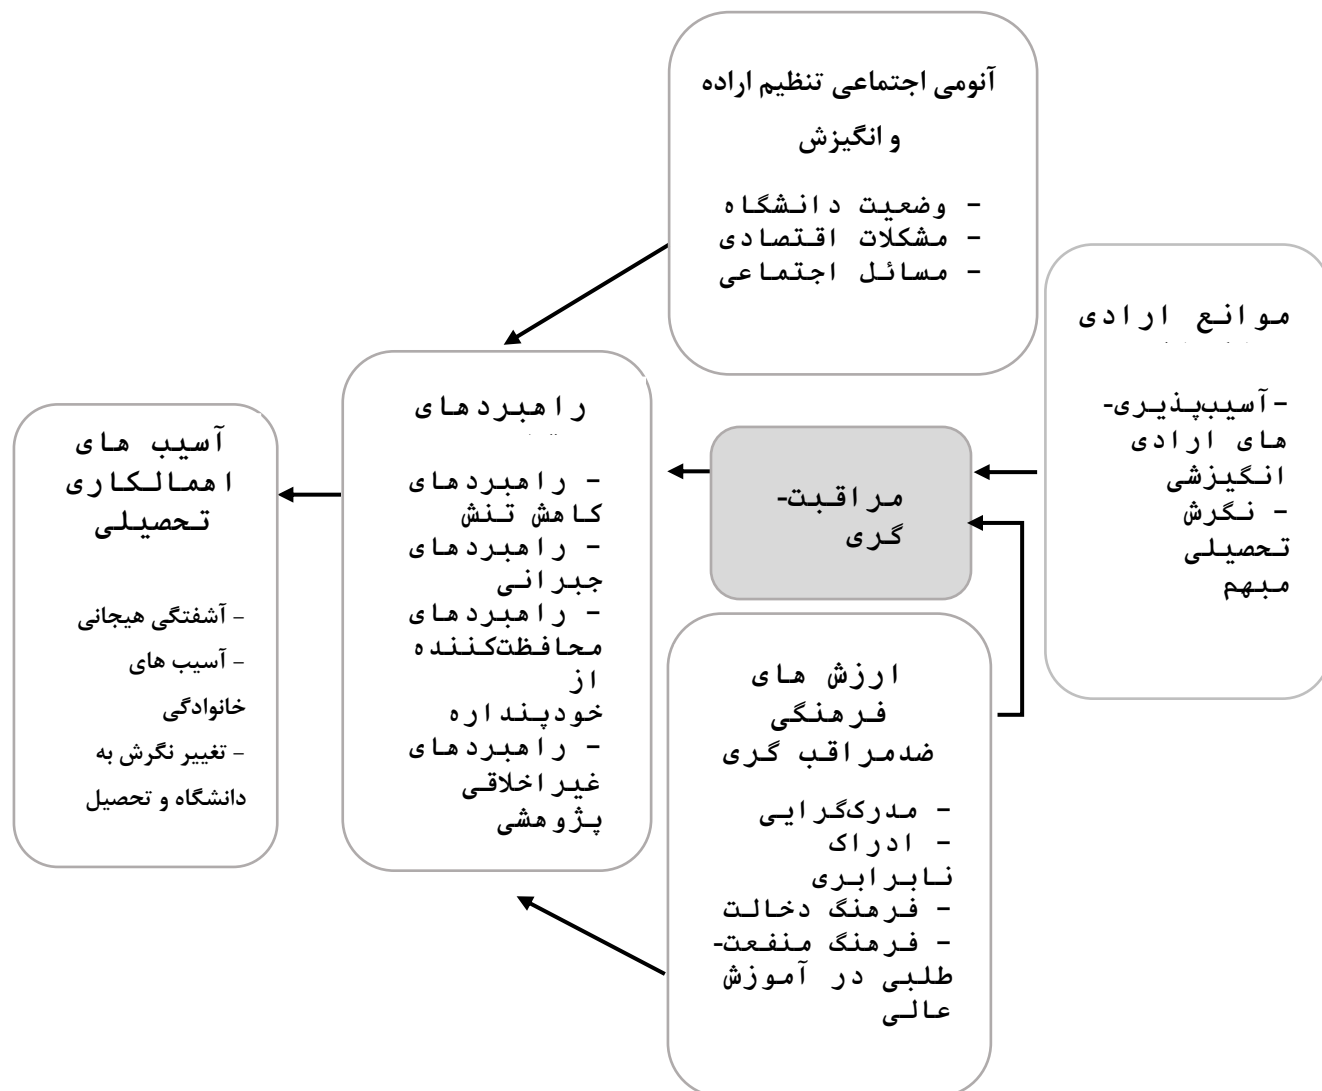 آنومی اجتماعی تنظیم اراده
و انگیزش
- وضعیت دانشگاه
- مشکلات اقتصادی
- مسائل اجتماعی
موانع ارادی
-آسیب‌پذیری-
های ارادی
انگیزشی
- نگرش
تحصیلی
مبهم
مراقبت-
گری
ارزش های
فرهنگی
ضدمراقب گری
- مدرک‌گرایی
- ادراک
نابرابری
- فرهنگ دخالت
- فرهنگ منفعت-
طلبی در آموزش
عالی
راهبردهای
- راهبردهای
کاهش تنش
- راهبردهای
جبرانی
- راهبردهای
محافظت‌کننده
از
خودپنداره
- راهبردهای
غیراخلاقی
پژوهشی
آسیب های
اهمالکاری
تحصیلی
- آشفتگی هیجانی
- آسیب های
خانوادگی
- تغییر نگرش به
دانشگاه و تحصیل